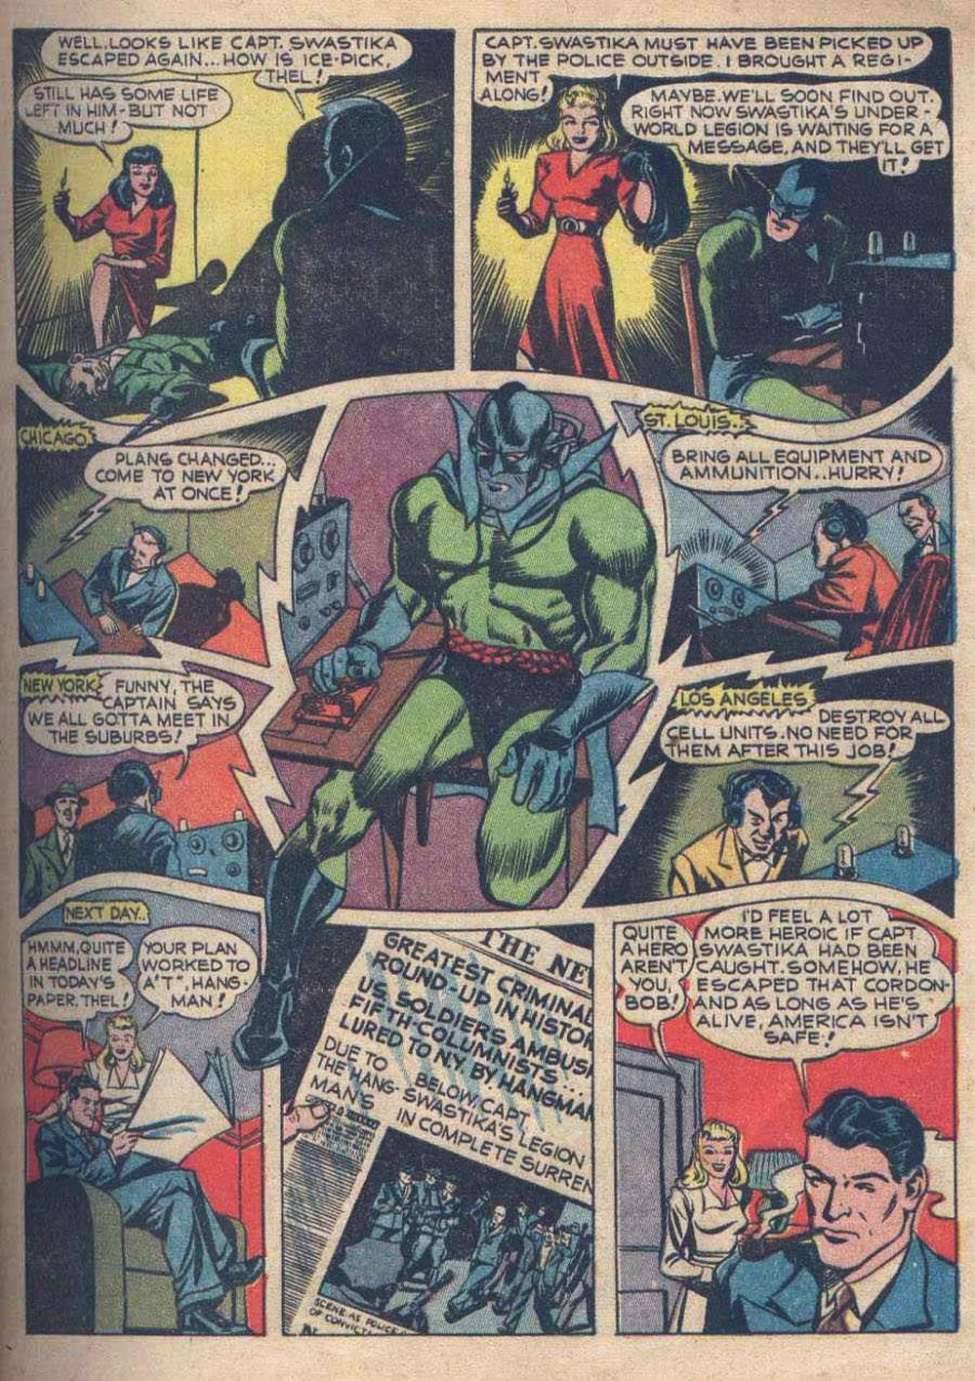 WELL, LOOKS LIKE CAPT. SWASTIKA
ESCAPED AGAIN... HOW IS ICE-PICK,
THEL!
STILL HAS SOME LIFE
LEFT IN HIM-BUT NOT
MUCH!
CAPT. SWASTIKA MUST HAVE BEEN PICKED UP
BY THE POLICE OUTSIDE. I BROUGHT A REGI-
MENT
ALONG!
MAYBE. WE'LL SOON FIND OUT.
RIGHT NOW SWASTIKA'S UNDER-
WORLD LEGION IS WAITING FOR A
MESSAGE, AND THEY'LL GET
IT!
CHICAGO.
PLANS CHANGED...
COME TO NEW YORK
AT ONCE!
ST. LOUIS..
BRING ALL EQUIPMENT AND
AMMUNITION..HURRY!
NEW YORK.
FUNNY, THE
CAPTAIN SAYS
WE ALL GOTTA MEET IN
THE SUBURBS!
LOS ANGELES
DESTROY ALL
CELL UNITS. NO NEED FOR
THEM AFTER THIS JOB!
NEXT DAY..
HMMM, QUITE
A HEADLINE
IN TODAY'S
PAPER, THEL!
YOUR PLAN
WORKED TO
A "T", HANG-
MAN!
THE NE
GREATEST CRIMINAL
ROUND-UP IN HISTOR
U.S. SOLDIERS AMBUSH
FIFTH-COLUMNISTS...
LURED TO N.Y. BY HANGMAN
DUE TO
THE HANG-
MAN'S
BELOW, CAPT.
SWASTIKA'S LEGION
IN COMPLETE SURREN
SCENE AS POLICE
OF CONVICT
QUITE
A HERO
AREN'T
YOU,
BOB!
I'D FEEL A LOT
MORE HEROIC IF CAPT.
SWASTIKA HAD BEEN
CAUGHT. SOMEHOW, HE
ESCAPED THAT CORDON-
AND AS LONG AS HE'S
ALIVE, AMERICA ISN'T
SAFE!